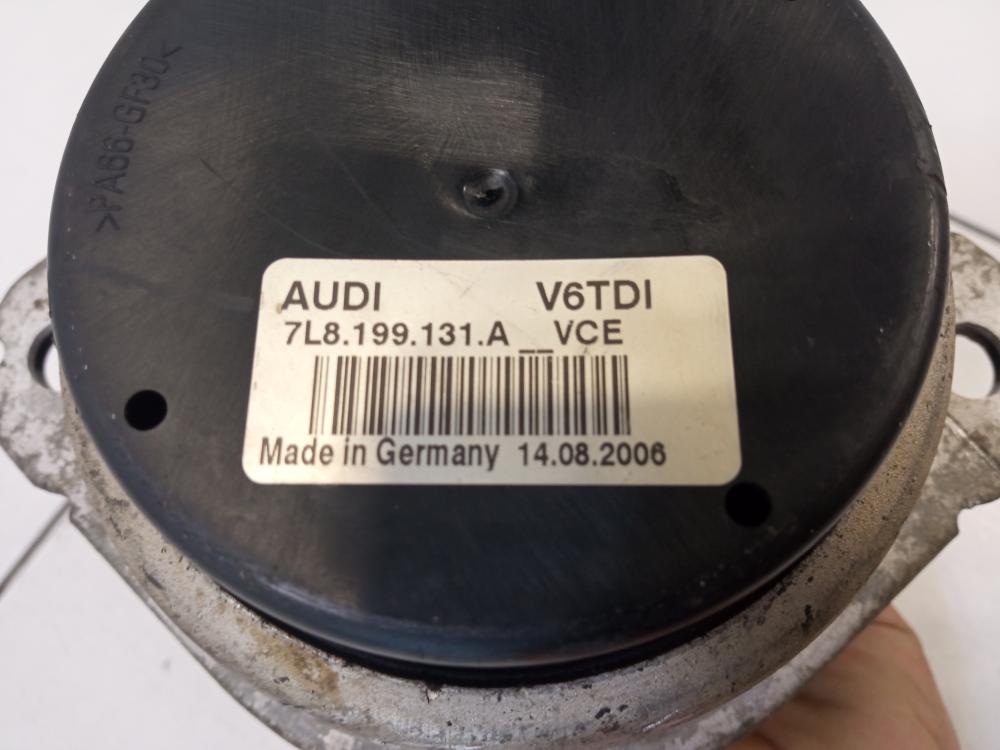 >PA66-GF30<
AUDI V6TDI
7L8.199.131.A __VCE
Made in Germany 14.08.2006